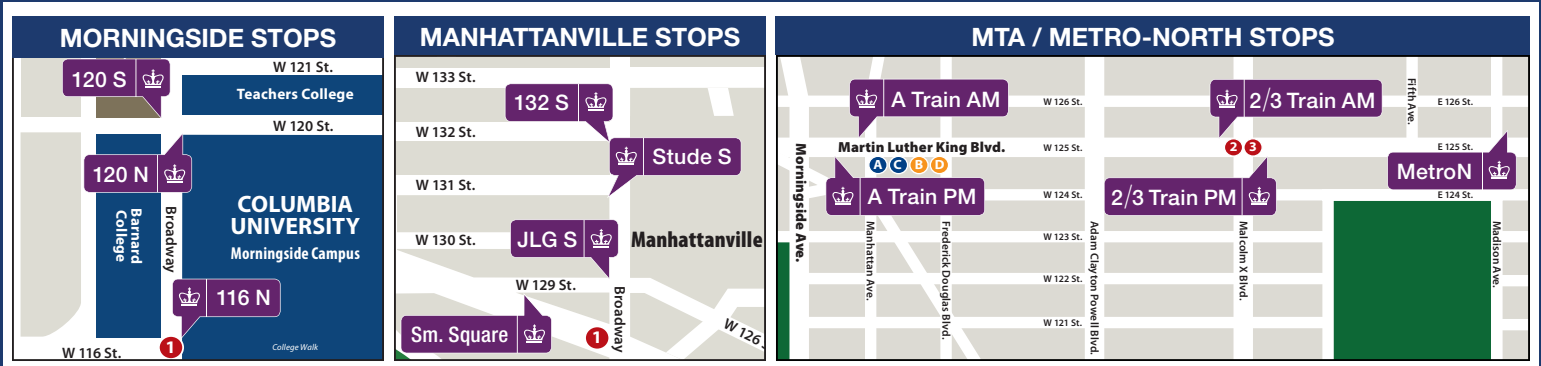 MORNINGSIDE STOPS
120 S
W 121 St.
Teachers College
W 120 St.
120 N
Barnard
College
Broadway
COLUMBIA
UNIVERSITY
Morningside Campus
116 N
W 116 St.
1
College Walk
MANHATTANVILLE STOPS
W 133 St.
132 S
W 132 St.
Stude S
W 131 St.
W 130 St.
JLG S
Manhattanville
W 129 St.
Sm. Square
1
Broadway
W 126
MTA / METRO-NORTH STOPS
A Train AM
W 126 St.
2/3 Train AM
Fifth Ave.
E 126 St.
Martin Luther King Blvd.
W 125 St.
2 3
E 125 St.
A C B D
MetroN
Morningside Ave.
A Train PM
W 124 St.
2/3 Train PM
E 124 St.
Manhattan Ave.
Frederick Douglas Blvd.
W 123 St.
Adam Clayton Powell Blvd.
Malcolm X Blvd.
Madison Ave.
W 122 St.
W 121 St.